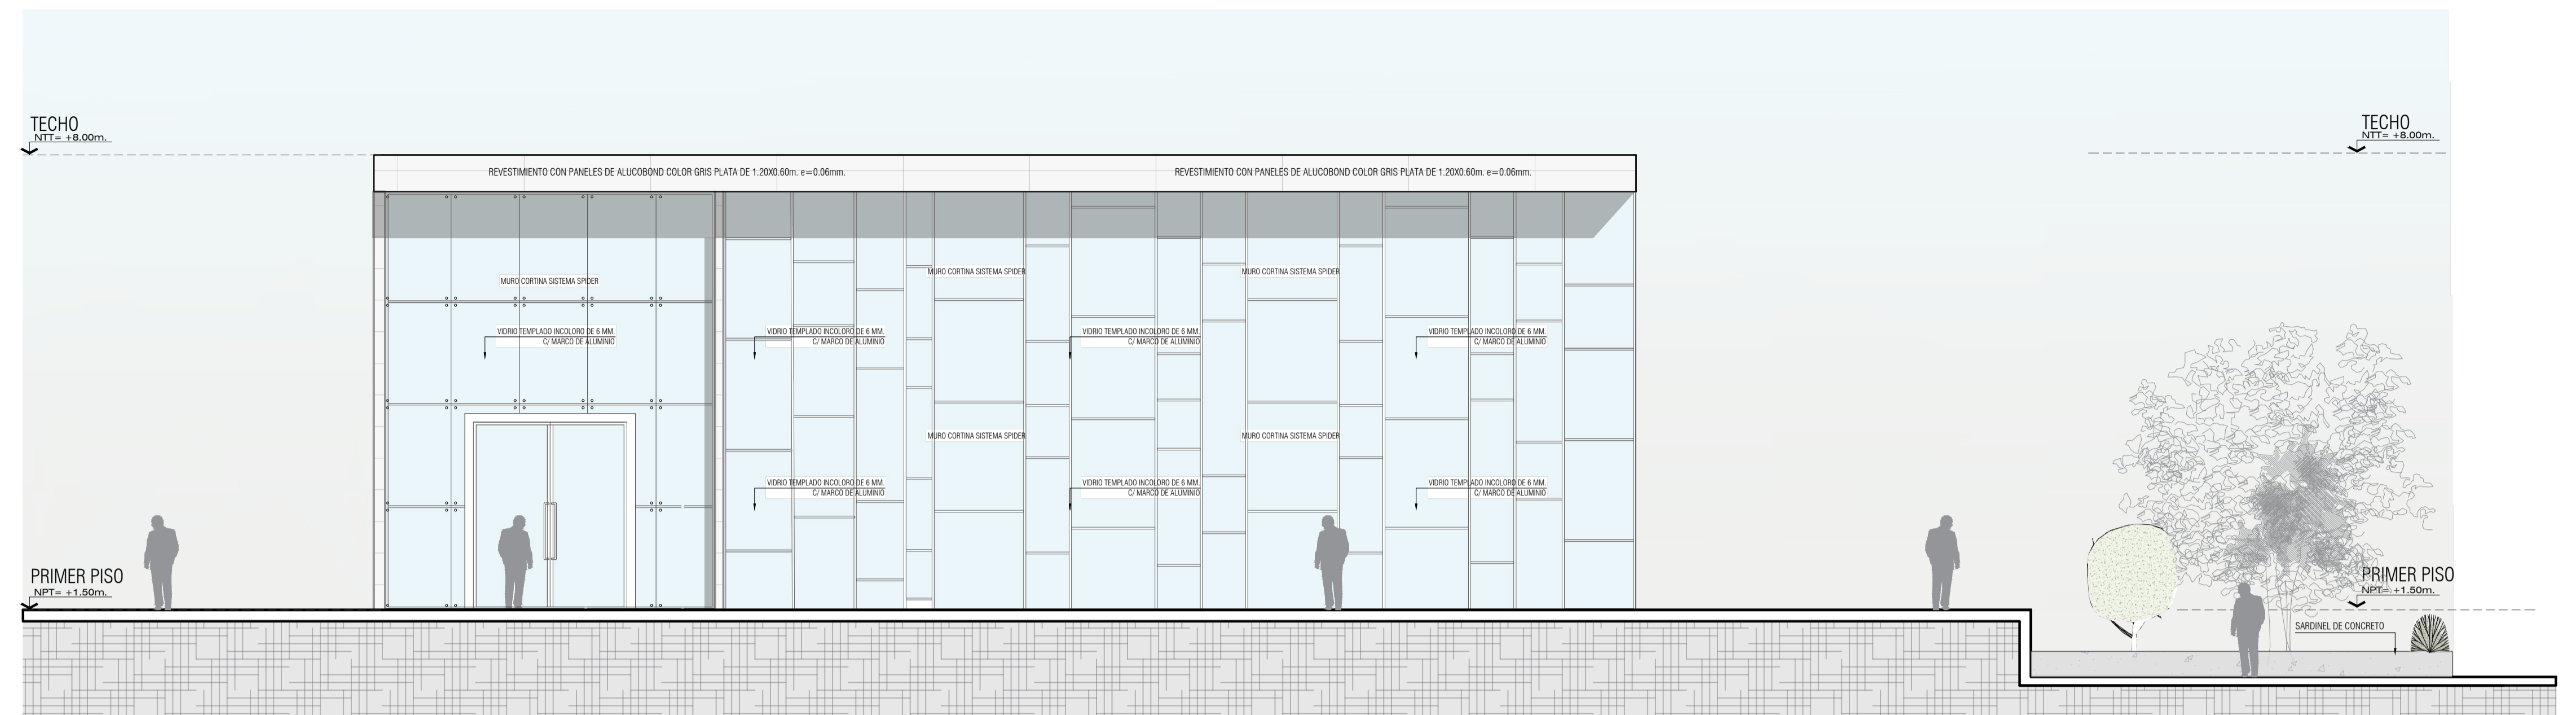 TECHO
NTT= +8.00m.
TECHO
NTT= +8.00m.
REVESTIMIENTO CON PANELES DE ALUCOBOND COLOR GRIS PLATA DE 1.20X0.60m. e=0.06mm.
REVESTIMIENTO CON PANELES DE ALUCOBOND COLOR GRIS PLATA DE 1.20X0.60m. e=0.06mm.
MURO CORTINA SISTEMA SPIDER
MURO CORTINA SISTEMA SPIDER
MURO CORTINA SISTEMA SPIDER
VIDRIO TEMPLADO INCOLORO DE 6 MM.
C/ MARCO DE ALUMINIO
VIDRIO TEMPLADO INCOLORO DE 6 MM.
C/ MARCO DE ALUMINIO
VIDRIO TEMPLADO INCOLORO DE 6 MM.
C/ MARCO DE ALUMINIO
VIDRIO TEMPLADO INCOLORO DE 6 MM.
C/ MARCO DE ALUMINIO
MURO CORTINA SISTEMA SPIDER
MURO CORTINA SISTEMA SPIDER
VIDRIO TEMPLADO INCOLORO DE 6 MM.
C/ MARCO DE ALUMINIO
VIDRIO TEMPLADO INCOLORO DE 6 MM.
C/ MARCO DE ALUMINIO
VIDRIO TEMPLADO INCOLORO DE 6 MM.
C/ MARCO DE ALUMINIO
PRIMER PISO
NPT= +1.50m.
PRIMER PISO
NPT= +1.50m.
SARDINEL DE CONCRETO